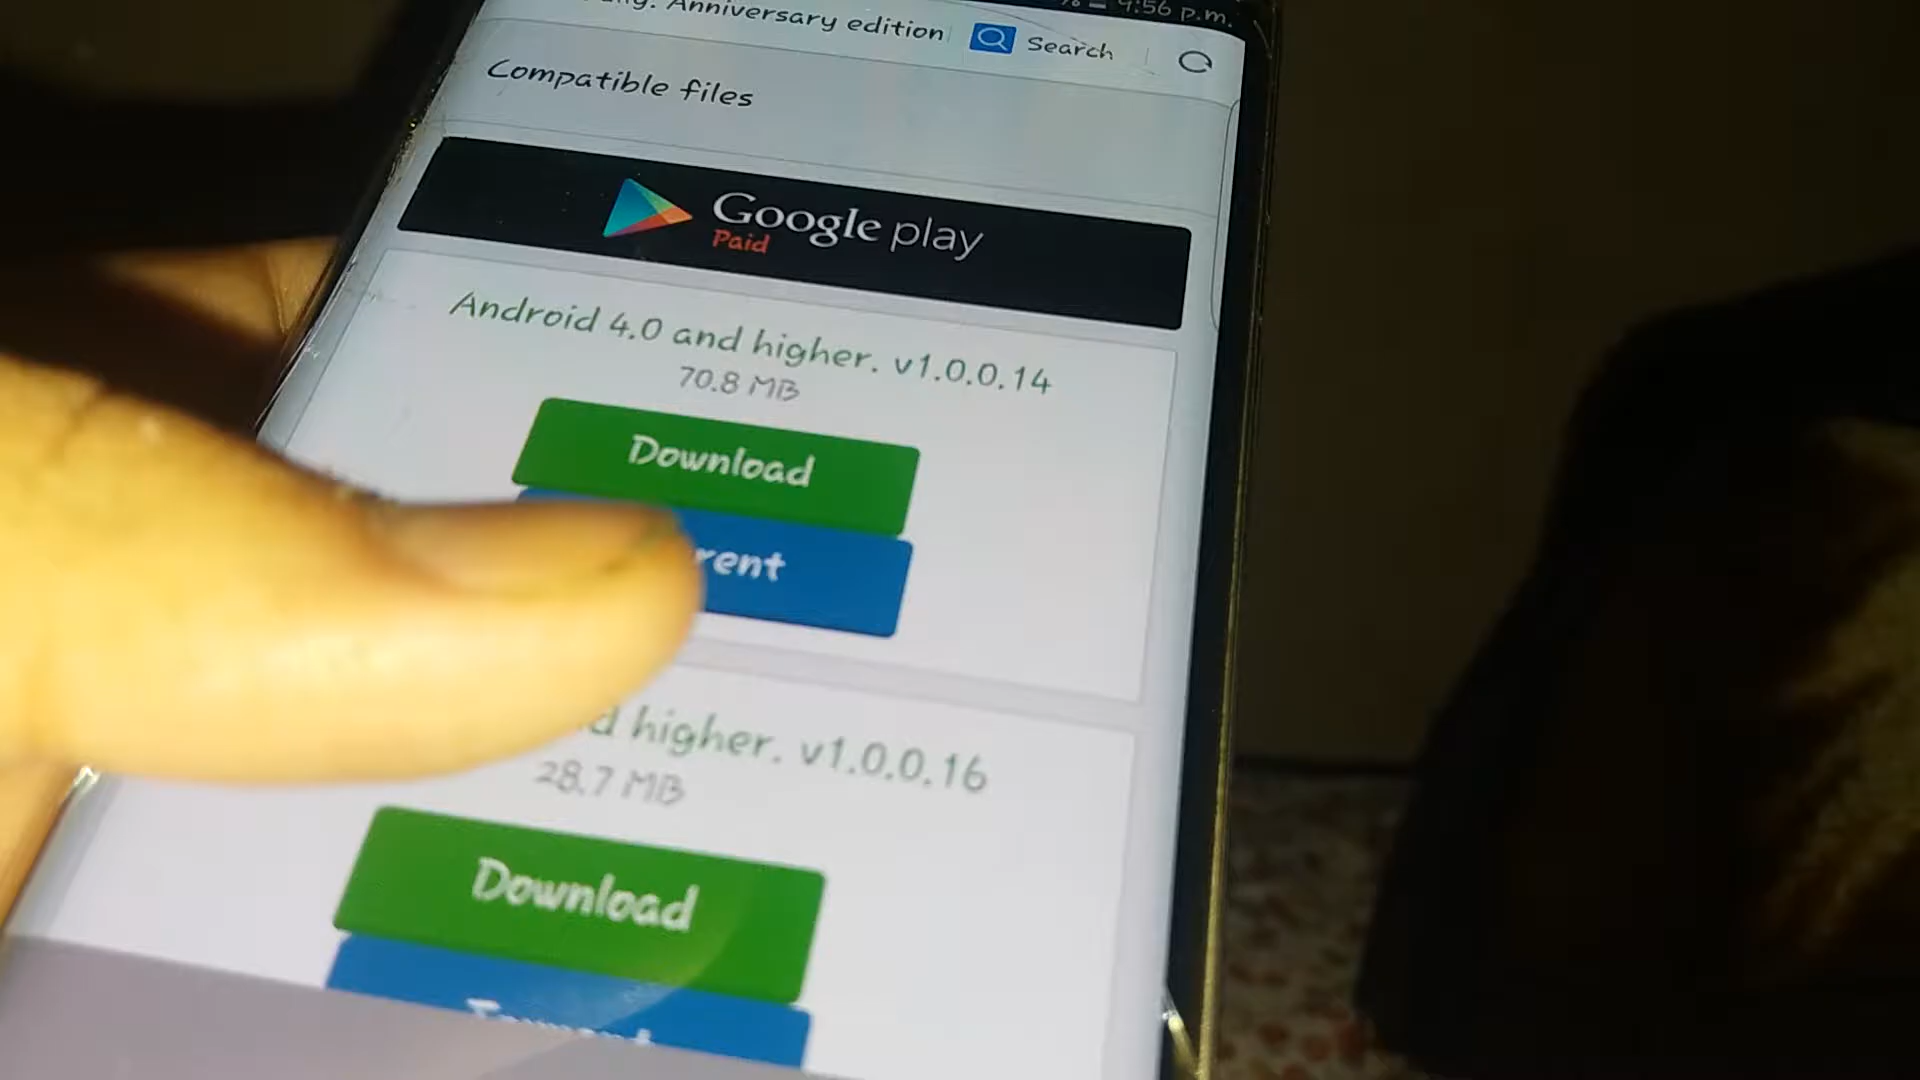 4:56 p.m.
Anniversary edition
Search
Compatible files
Google play
Paid
Android 4.0 and higher. v1.0.0.14
70.8 MB
Download
rent
higher. v1.0.0.16
28.7 MB
Download
Torrent